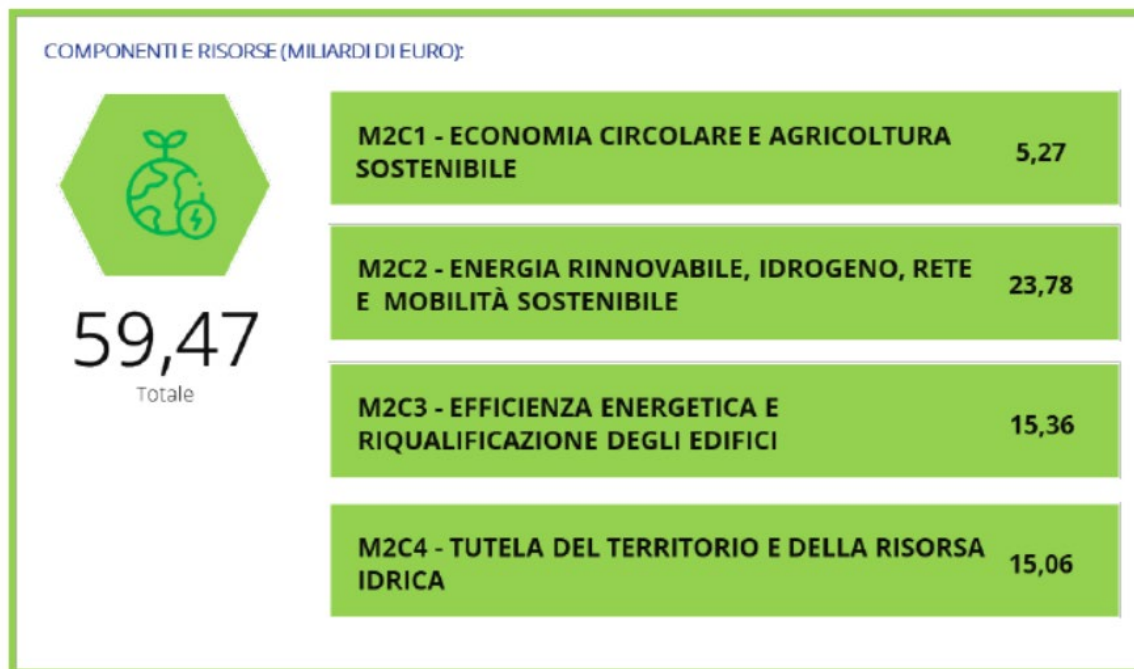 COMPONENTI E RISORSE (MILIARDI DI EURO):
59,47
Totale
M2C1 - ECONOMIA CIRCOLARE E AGRICOLTURA
SOSTENIBILE
5,27
M2C2 - ENERGIA RINNOVABILE, IDROGENO, RETE
E MOBILITÀ SOSTENIBILE
23,78
M2C3 - EFFICIENZA ENERGETICA E
RIQUALIFICAZIONE DEGLI EDIFICI
15,36
M2C4 - TUTELA DEL TERRITORIO E DELLA RISORSA
IDRICA
15,06